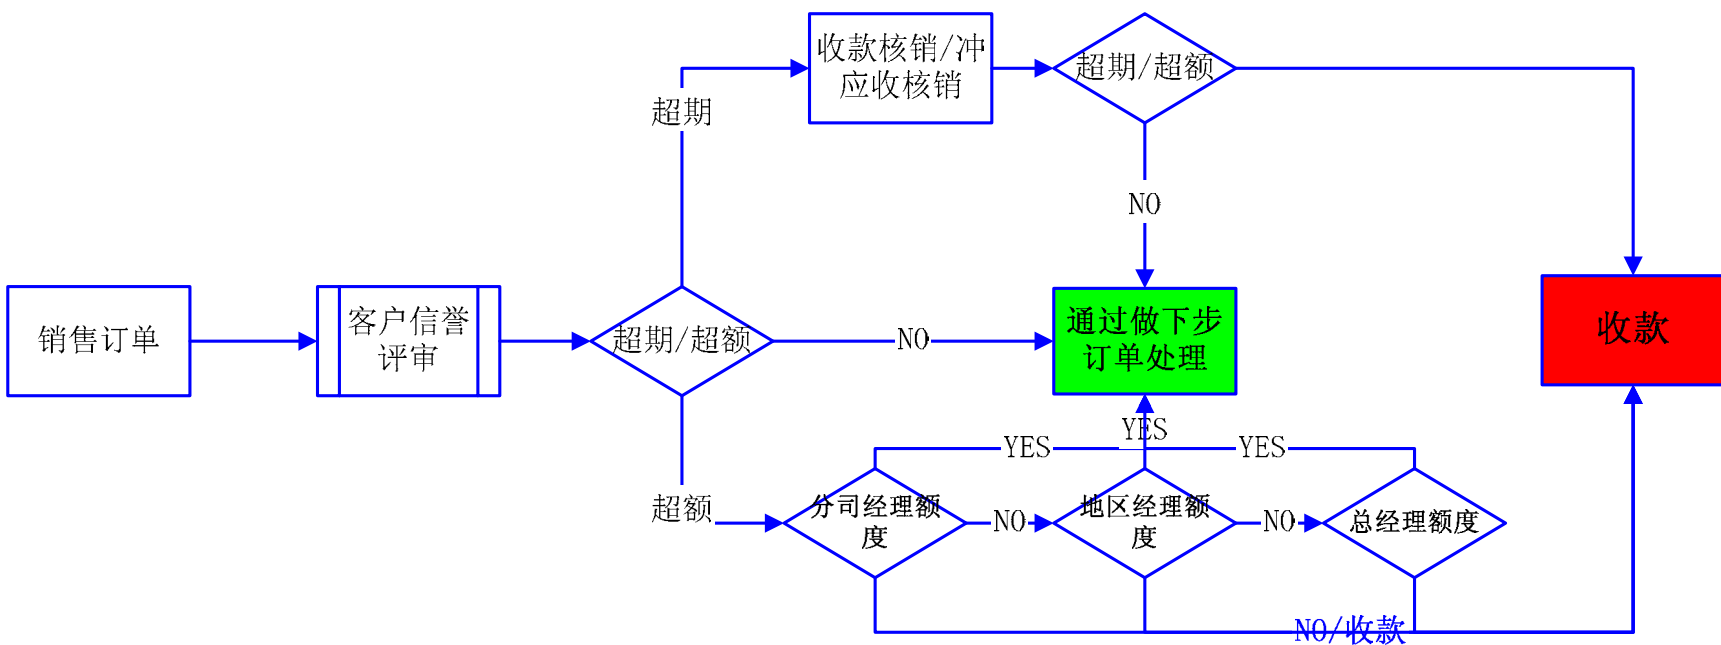 收款核销/冲
应收核销
超期/超额
超期
NO
销售订单
客户信誉
评审
超期/超额
NO
通过做下步
订单处理
收款
YES
YES
YES
超额
分司经理额
度
NO
地区经理额
度
NO
总经理额度
NO/收款